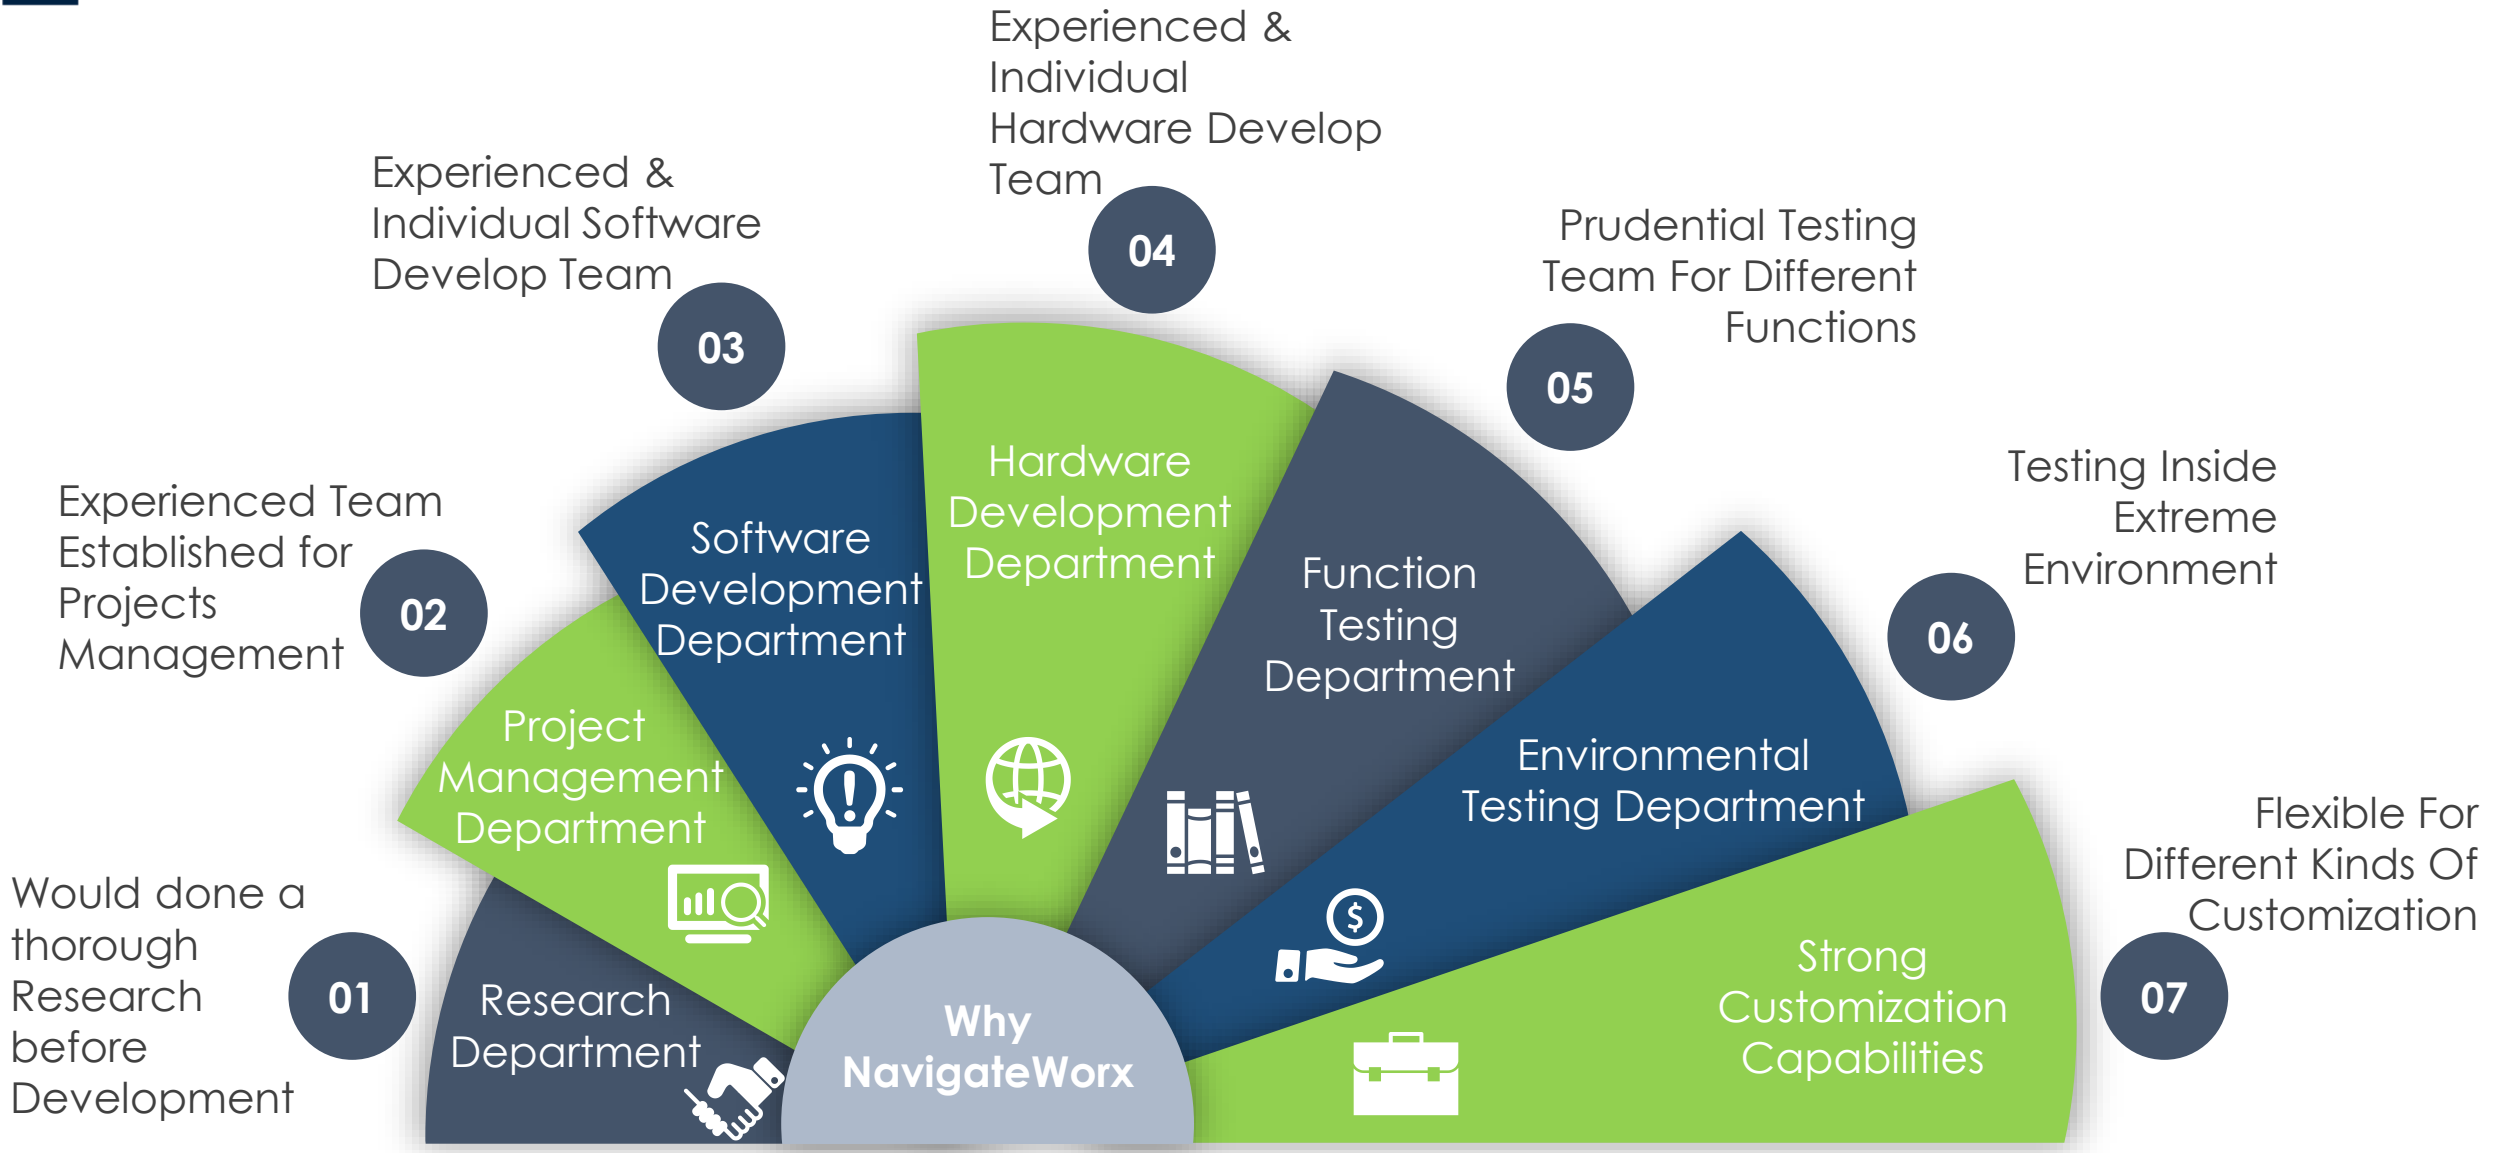 Would done a
thorough
Research
before
Development
01
Research
Department
Experienced Team
Established for
Projects
Management
02
Project
Management
Department
Experienced &
Individual Software
Develop Team
03
Software
Development
Department
Experienced &
Individual
Hardware Develop
Team
04
Hardware
Development
Department
Prudential Testing
Team For Different
Functions
05
Function
Testing
Department
Testing Inside
Extreme
Environment
06
Environmental
Testing Department
$
Flexible For
Different Kinds Of
Customization
07
Strong
Customization
Capabilities
Why
NavigateWorx